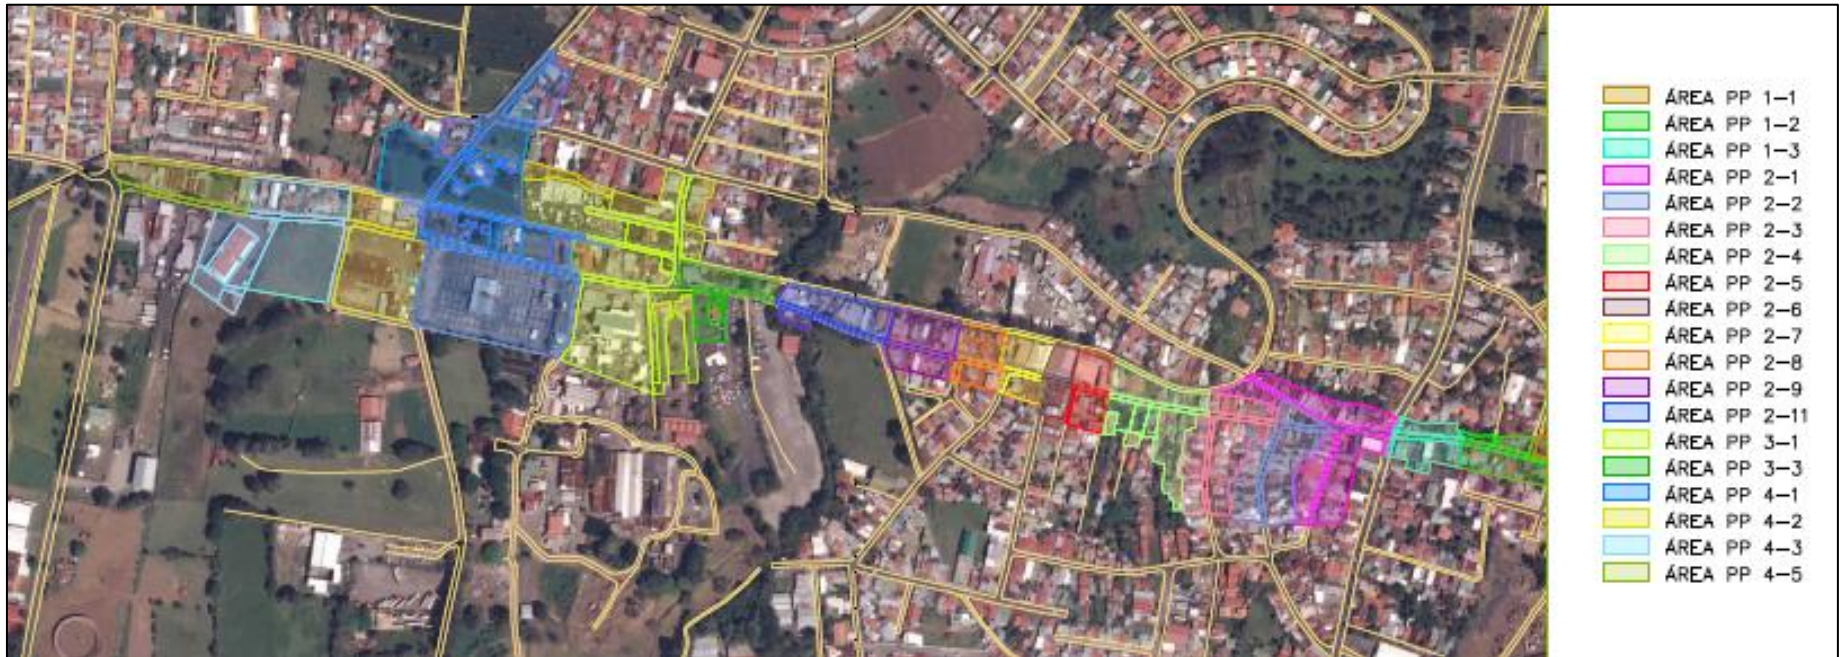 ÁREA PP 1-1
ÁREA PP 1-2
ÁREA PP 1-3
ÁREA PP 2-1
ÁREA PP 2-2
ÁREA PP 2-3
ÁREA PP 2-4
ÁREA PP 2-5
ÁREA PP 2-6
ÁREA PP 2-7
ÁREA PP 2-8
ÁREA PP 2-9
ÁREA PP 2-11
ÁREA PP 3-1
ÁREA PP 3-3
ÁREA PP 4-1
ÁREA PP 4-2
ÁREA PP 4-3
ÁREA PP 4-5